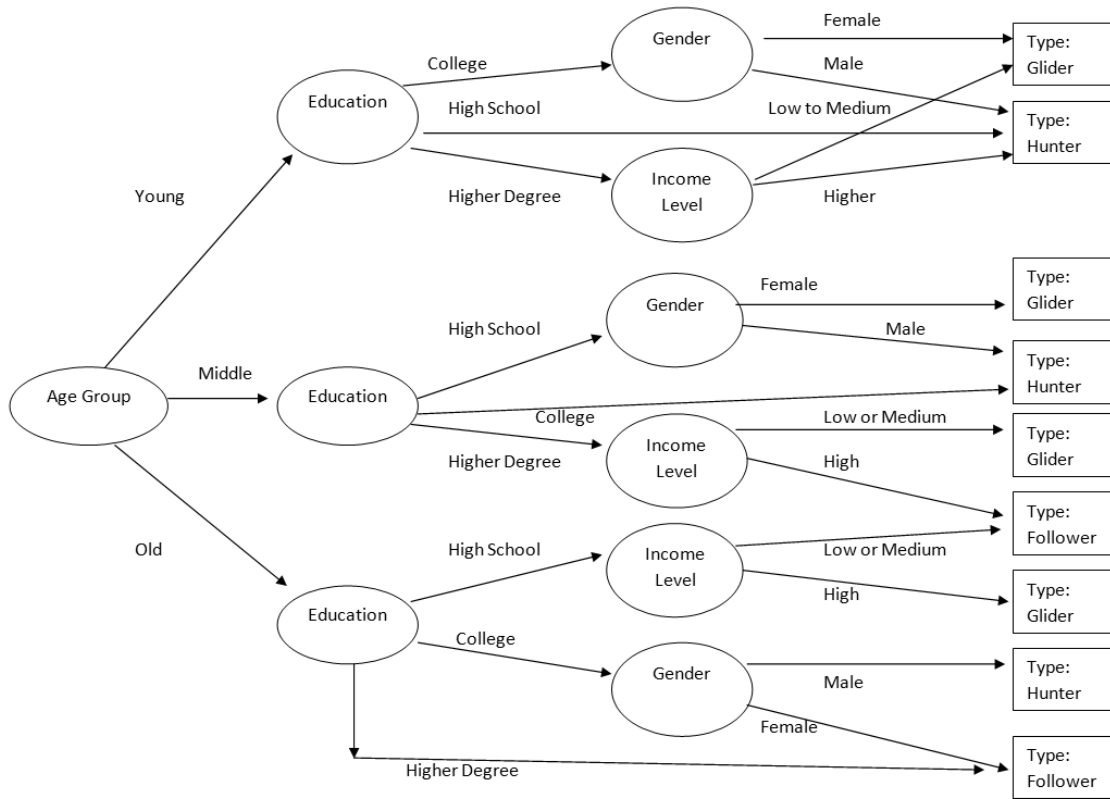 Female
Gender
Type:
Glider
College
Male
Education
High School
Low to Medium
Type:
Hunter
Young
Higher Degree
Income
Level
Higher
Female
Type:
Glider
Gender
High School
Male
Middle
Type:
Hunter
Age Group
Education
College
Low or Medium
Type:
Glider
Higher Degree
Income
Level
High
Old
Type:
Follower
High School
Income
Level
Low or Medium
High
Type:
Glider
Education
College
Gender
Male
Type:
Hunter
Female
Higher Degree
Type:
Follower